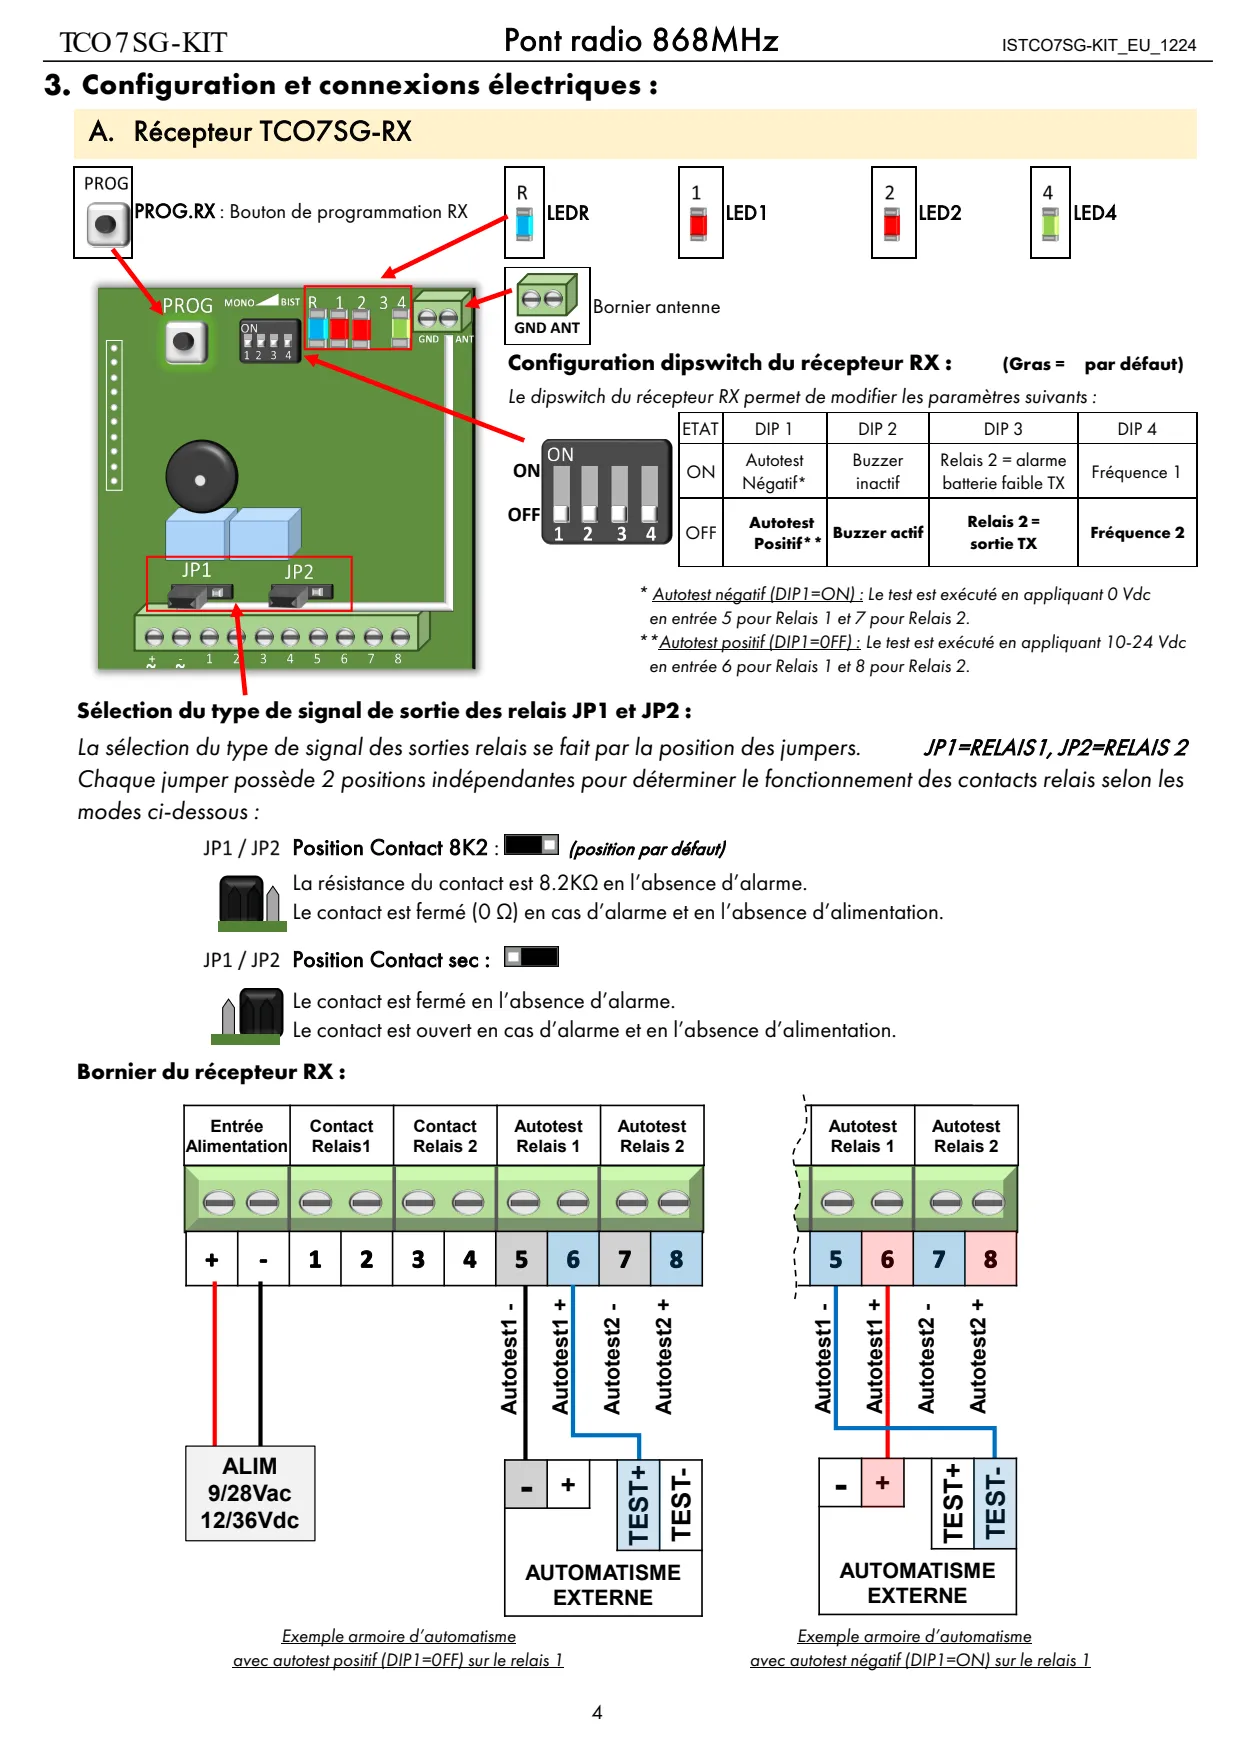 TCO7SG-KIT Pont radio 868MHz ISTCO7SG-KIT_EU_1224
3. Configuration et connexions électriques :
A. Récepteur TCO7SG-RX
PROG
PROG.RX : Bouton de programmation RX
R
LEDR
1
LED1
2
LED2
4
LED4
PROG
MONO BIST
R 1 2 3 4
ON
1 2 3 4
GND ANT
GND ANT
Bornier antenne
JP1 JP2
+ - 1 2 3 4 5 6 7 8
~ ~
Configuration dipswitch du récepteur RX : (Gras = par défaut)
Le dipswitch du récepteur RX permet de modifier les paramètres suivants :
ON
OFF
ON
1 2 3 4
ETAT DIP 1 DIP 2 DIP 3 DIP 4
ON Autotest Négatif* Buzzer inactif Relais 2 = alarme batterie faible TX Fréquence 1
OFF Autotest Positif** Buzzer actif Relais 2 = sortie TX Fréquence 2
* Autotest négatif (DIP1=ON) : Le test est exécuté en appliquant 0 Vdc
en entrée 5 pour Relais 1 et 7 pour Relais 2.
**Autotest positif (DIP1=0FF) : Le test est exécuté en appliquant 10-24 Vdc
en entrée 6 pour Relais 1 et 8 pour Relais 2.
Sélection du type de signal de sortie des relais JP1 et JP2 :
La sélection du type de signal des sorties relais se fait par la position des jumpers. JP1=RELAIS1, JP2=RELAIS 2
Chaque jumper possède 2 positions indépendantes pour déterminer le fonctionnement des contacts relais selon les
modes ci-dessous :
JP1 / JP2 Position Contact 8K2 : (position par défaut)
La résistance du contact est 8.2KΩ en l'absence d'alarme.
Le contact est fermé (0 Ω) en cas d'alarme et en l'absence d'alimentation.
JP1 / JP2 Position Contact sec :
Le contact est fermé en l'absence d'alarme.
Le contact est ouvert en cas d'alarme et en l'absence d'alimentation.
Bornier du récepteur RX :
Entrée Alimentation
Contact Relais1
Contact Relais 2
Autotest Relais 1
Autotest Relais 2
+ - 1 2 3 4 5 6 7 8
Autotest1 -
Autotest1 +
Autotest2 -
Autotest2 +
ALIM
9/28Vac
12/36Vdc
- +
TEST+
TEST-
AUTOMATISME
EXTERNE
Exemple armoire d'automatisme
avec autotest positif (DIP1=0FF) sur le relais 1
Autotest Relais 1
Autotest Relais 2
5 6 7 8
Autotest1 -
Autotest1 +
Autotest2 -
Autotest2 +
- +
TEST+
TEST-
AUTOMATISME
EXTERNE
Exemple armoire d'automatisme
avec autotest négatif (DIP1=ON) sur le relais 1
4